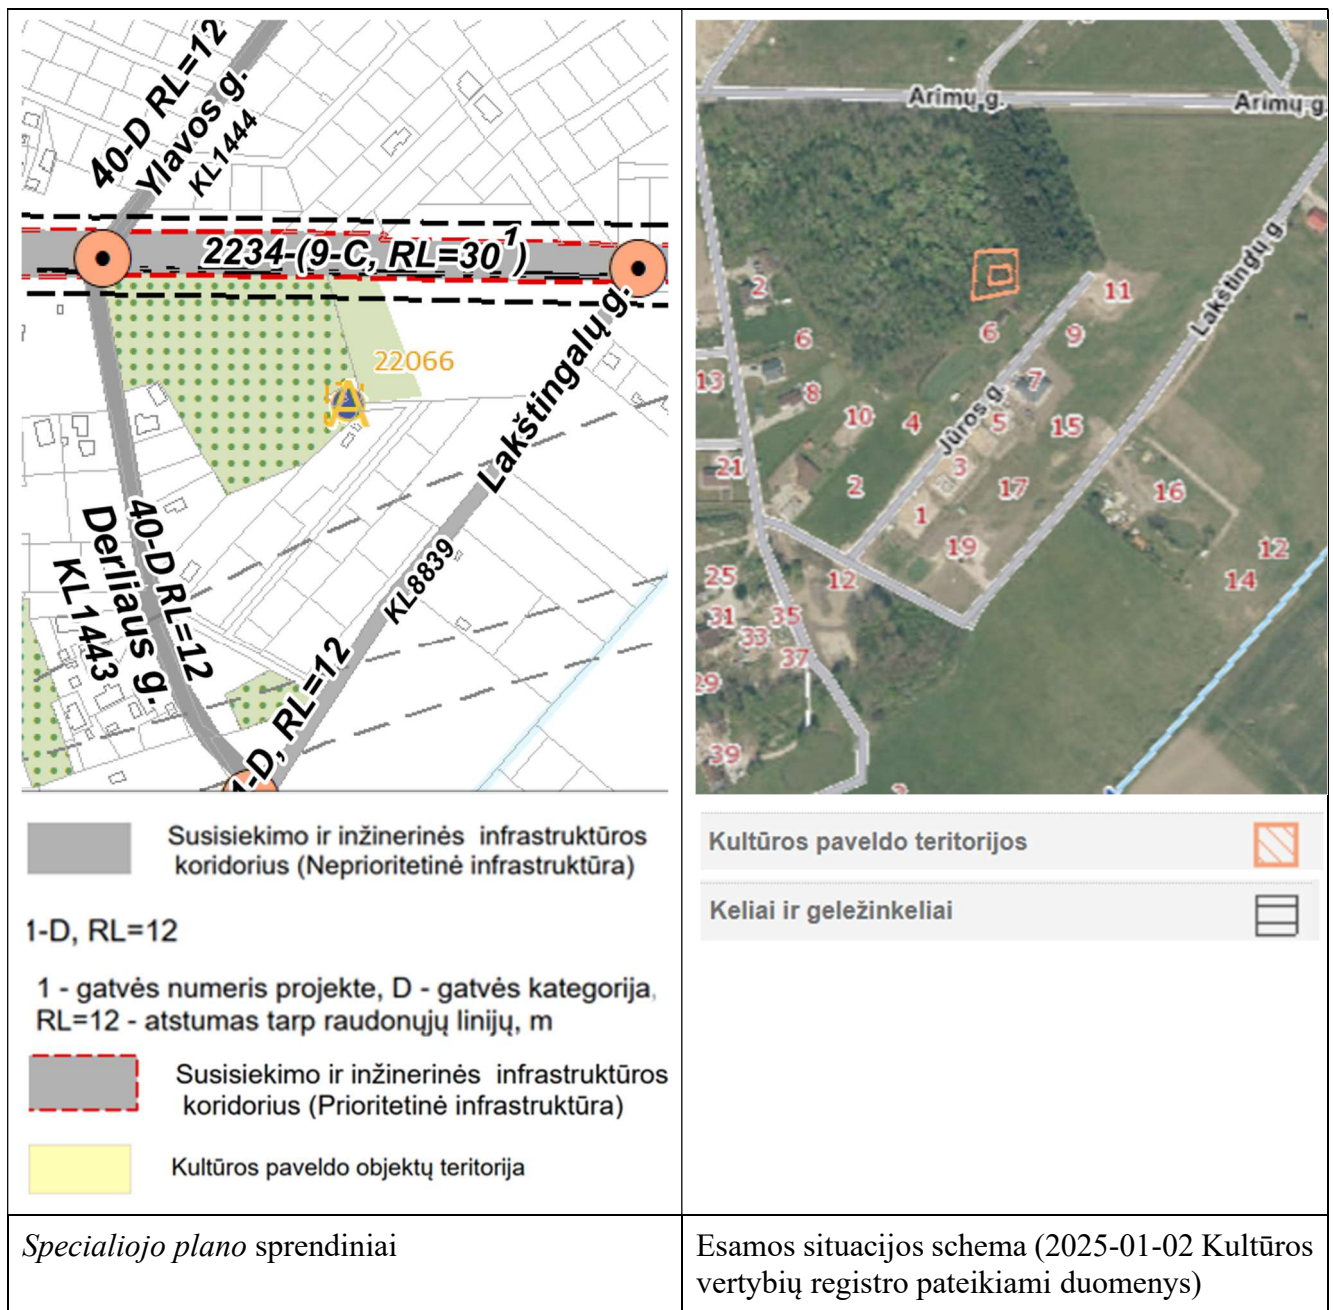 40-D RL=12
Ylavos g.
KL1444
2234-(9-C, RL=30¹)
22066
Lakštingalų g.
KL8839
40-D RL=12
Derliaus g.
KL1443
1-D, RL=12
Susisiekimo ir inžinerinės infrastruktūros
koridorius (Neprioritetinė infrastruktūra)
1-D, RL=12
1 - gatvės numeris projekte, D - gatvės kategorija,
RL=12 - atstumas tarp raudonųjų linijų, m
Susisiekimo ir inžinerinės infrastruktūros
koridorius (Prioritetinė infrastruktūra)
Kultūros paveldo objektų teritorija
Specialiojo plano sprendiniai
Arimų g.
Arimų g.
Lakštingų g.
Jūros g.
2
6
13
8
10
4
6
11
9
7
5
15
3
17
2
1
19
21
16
12
14
25
12
31
35
33
37
29
39
Kultūros paveldo teritorijos
Keliai ir geležinkeliai
Esamos situacijos schema (2025-01-02 Kultūros
vertybių registro pateikiami duomenys)